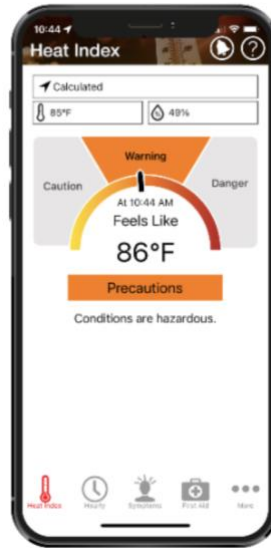 10:44
Heat Index
Calculated
85°F
49%
Warning
Caution
Danger
At 10:44 AM
Feels Like
86°F
Precautions
Conditions are hazardous.
Heat Index
Hourly
Symptoms
First Aid
More